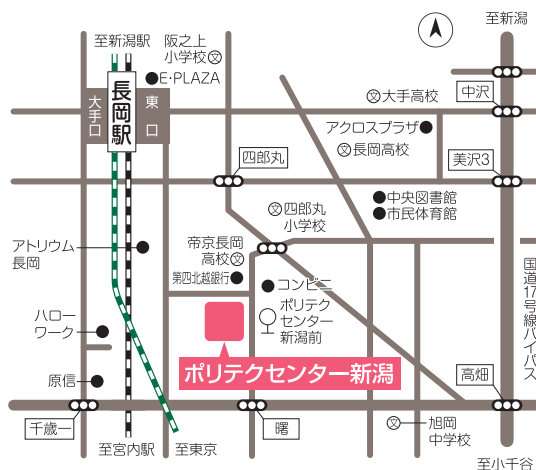 至新潟
至新潟駅
阪之上
小学校文
E・PLAZA
文大手高校
中沢
大手口
長岡駅
東口
アクロスプラザ
文長岡高校
四郎丸
美沢3
中央図書館
市民体育館
文四郎丸
小学校
帝京長岡
高校文
アトリウム
長岡
第四北越銀行
コンビニ
国道17号線バイパス
ポリテク
センター
新潟前
ハロー
ワーク
ポリテクセンター新潟
原信
高畑
千歳一
曙
文旭岡
中学校
至宮内駅
至東京
至小千谷